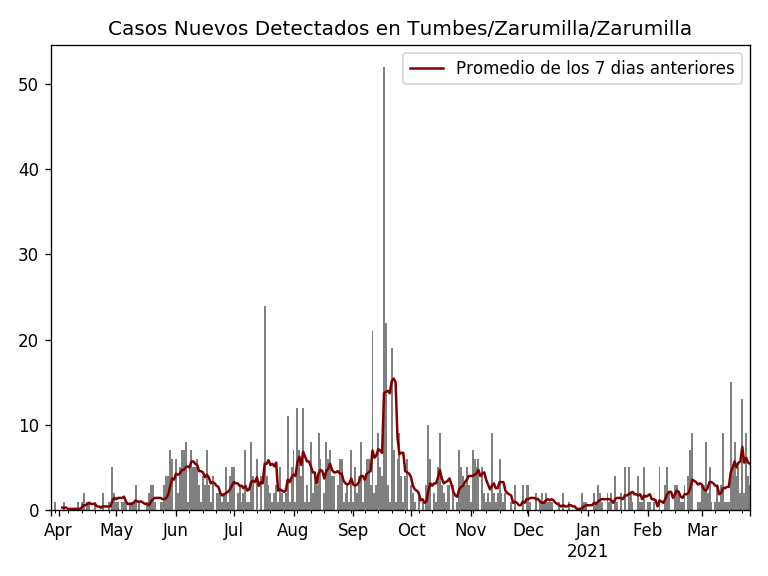 Casos Nuevos Detectados en Tumbes/Zarumilla/Zarumilla
Promedio de los 7 dias anteriores
50
40
30
20
10
0
Apr May Jun Jul Aug Sep Oct Nov Dec Jan Feb Mar
2021